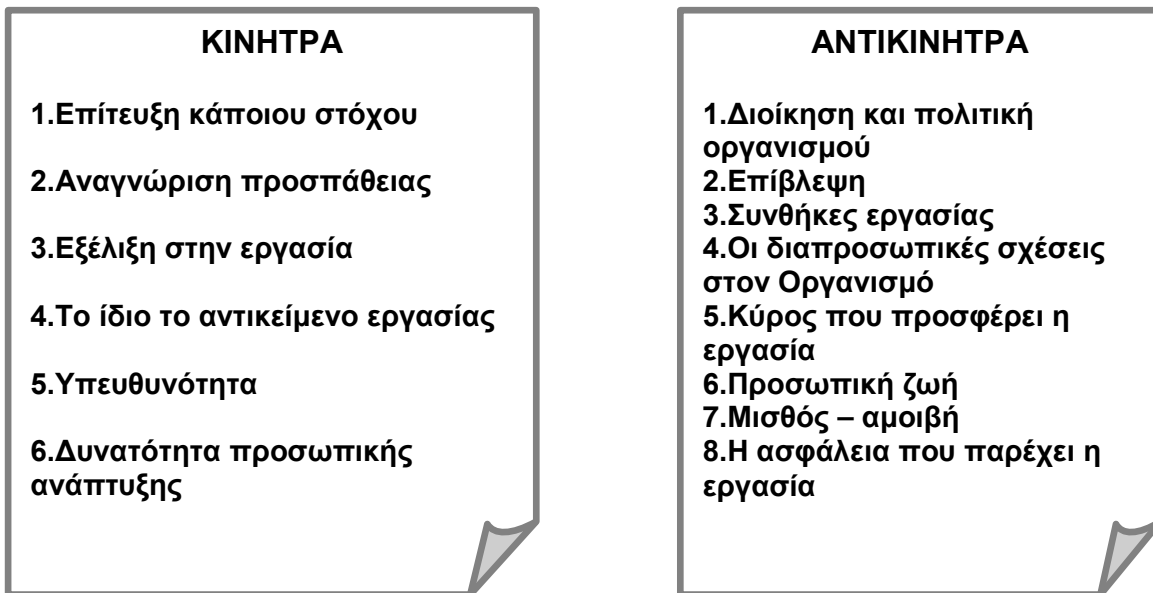 ΚΙΝΗΤΡΑ
1.Επίτευξη κάποιου στόχου
2.Αναγνώριση προσπάθειας
3.Εξέλιξη στην εργασία
4.Το ίδιο το αντικείμενο εργασίας
5.Υπευθυνότητα
6.Δυνατότητα προσωπικής
ανάπτυξης
ΑΝΤΙΚΙΝΗΤΡΑ
1.Διοίκηση και πολιτική
οργανισμού
2.Επίβλεψη
3.Συνθήκες εργασίας
4.Οι διαπροσωπικές σχέσεις
στον Οργανισμό
5.Κύρος που προσφέρει η
εργασία
6.Προσωπική ζωή
7.Μισθός – αμοιβή
8.Η ασφάλεια που παρέχει η
εργασία